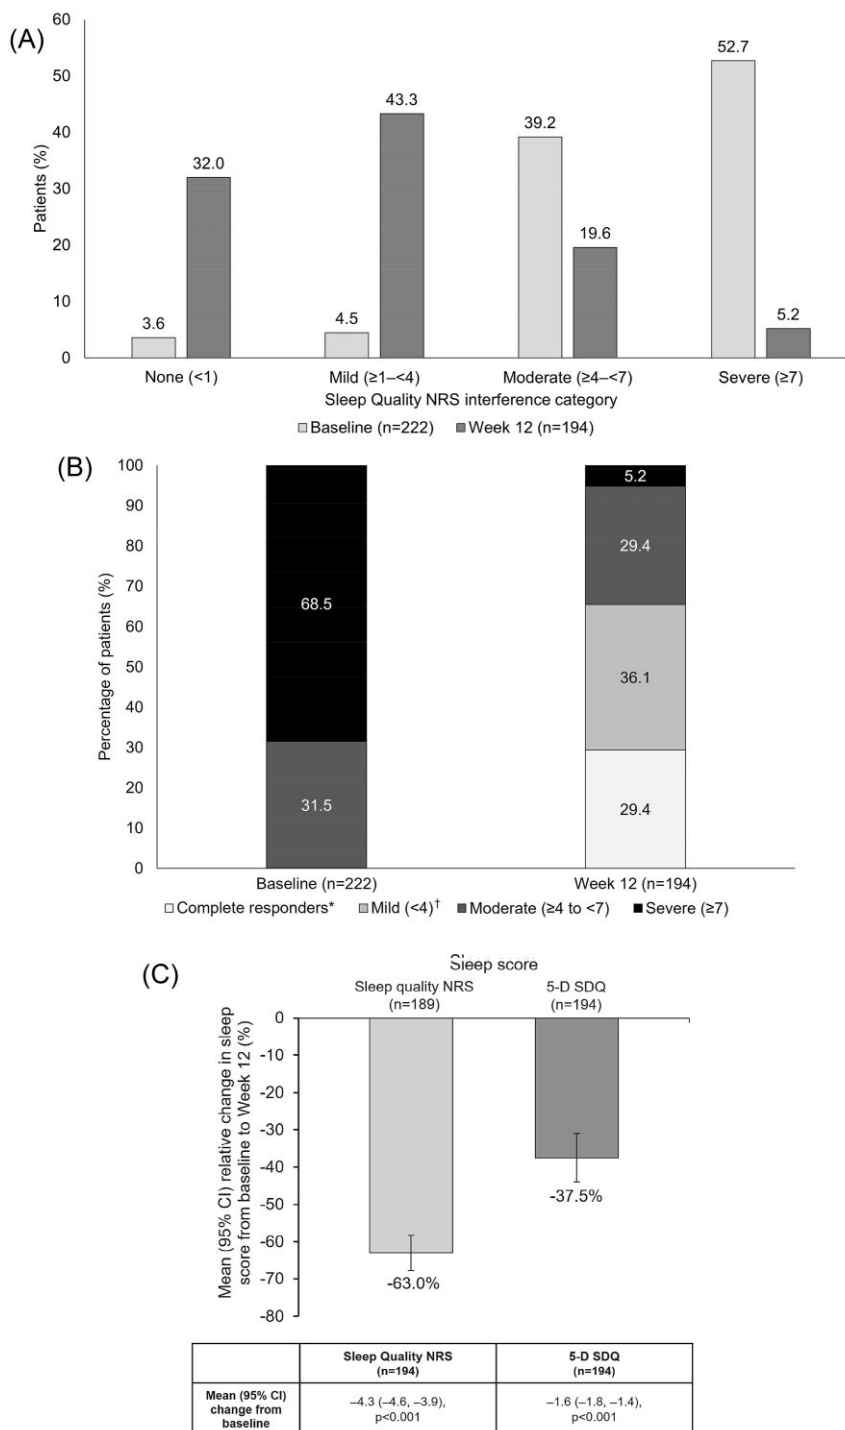 (A)
Patients (%)
60
50
40
30
20
10
0
3.6
32.0
4.5
43.3
39.2
19.6
52.7
5.2
None (<1)
Mild (≥1–<4)
Moderate (≥4–<7)
Severe (≥7)
Sleep Quality NRS interference category
Baseline (n=222)
Week 12 (n=194)
(B)
Percentage of patients (%)
100
90
80
70
60
50
40
30
20
10
0
68.5
31.5
5.2
29.4
36.1
29.4
Baseline (n=222)
Week 12 (n=194)
Complete responders*
Mild (<4)†
Moderate (≥4 to <7)
Severe (≥7)
(C)
Sleep score
Sleep quality NRS
(n=189)
5-D SDQ
(n=194)
Mean (95% CI) relative change in sleep
score from baseline to Week 12 (%)
0
-10
-20
-30
-40
-50
-60
-70
-80
-63.0%
-37.5%
Sleep Quality NRS
(n=194)
5-D SDQ
(n=194)
Mean (95% CI)
change from
baseline
–4.3 (–4.6, –3.9),
p<0.001
–1.6 (–1.8, –1.4),
p<0.001